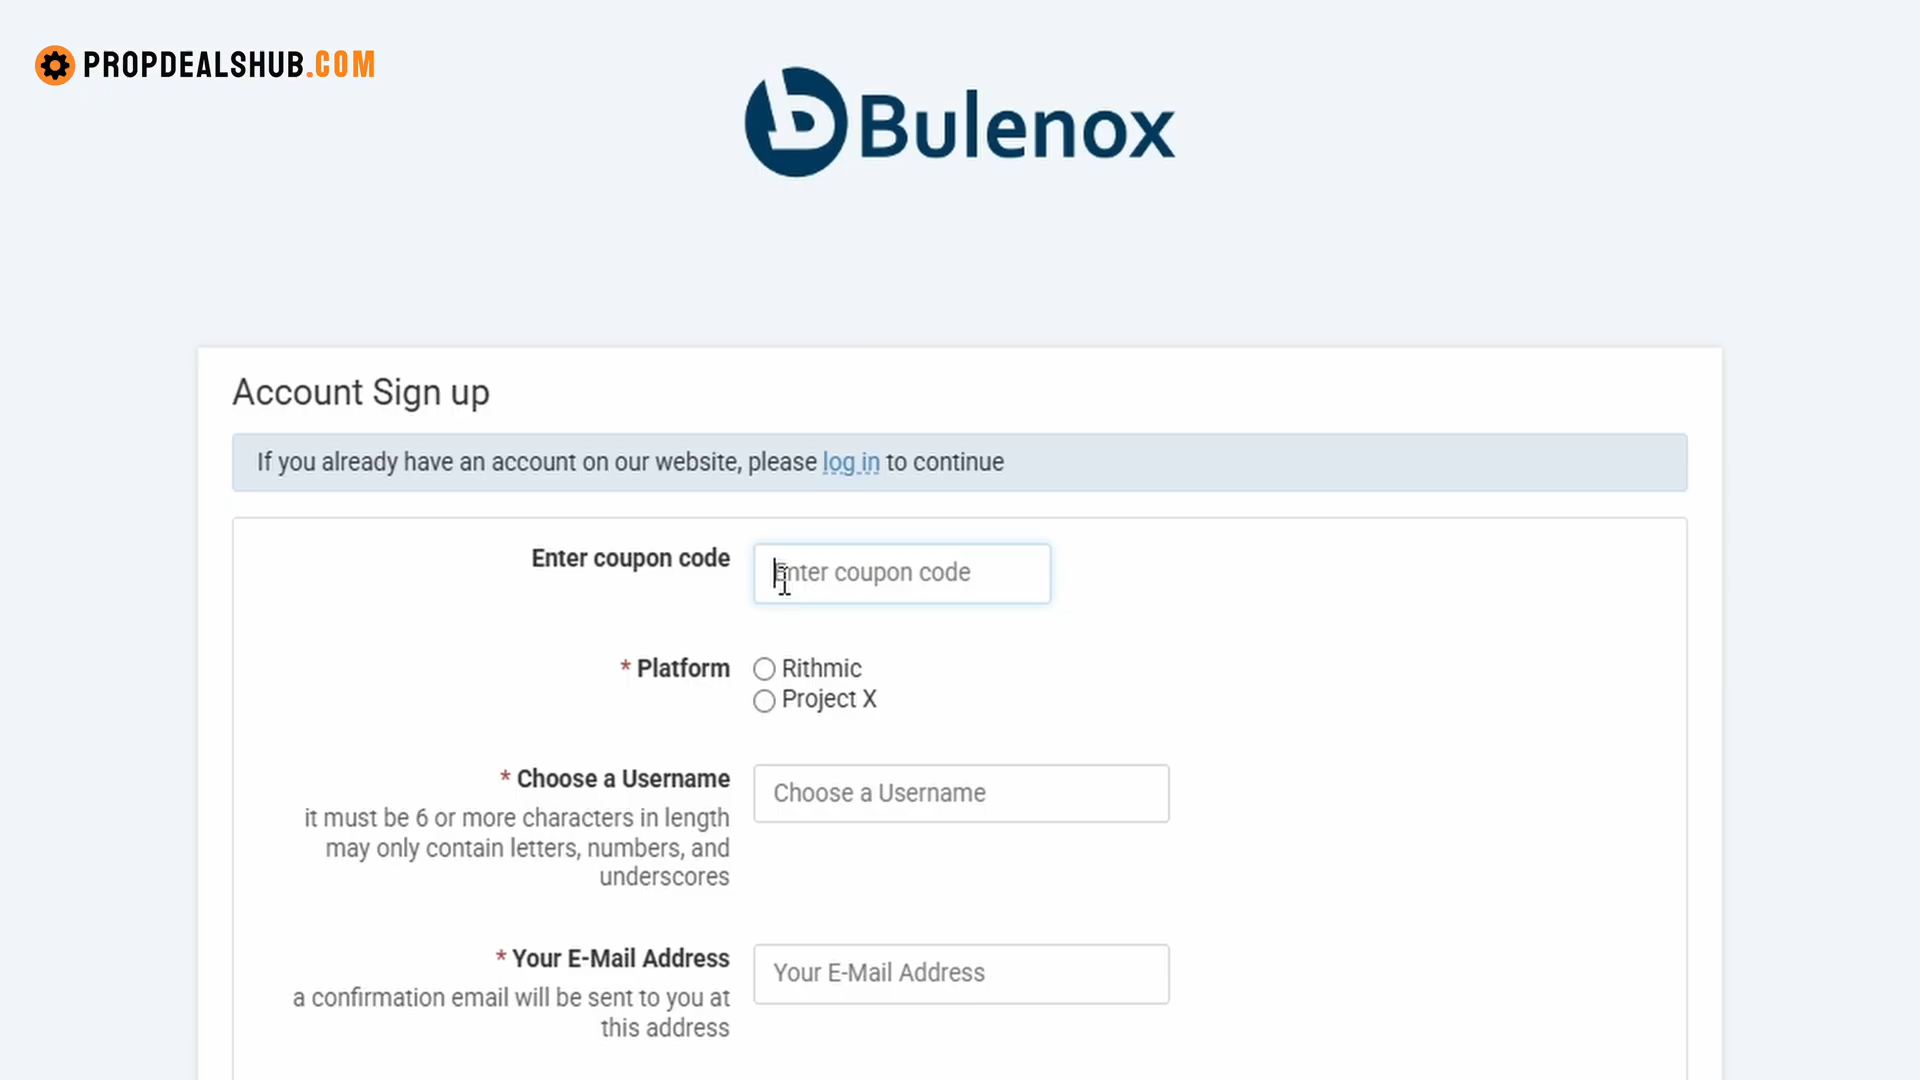 PROPDEALSHUB.COM
Bulenox
Account Sign up
If you already have an account on our website, please log in to continue
Enter coupon code
Enter coupon code
* Platform
Rithmic
Project X
* Choose a Username
it must be 6 or more characters in length
may only contain letters, numbers, and
underscores
Choose a Username
* Your E-Mail Address
a confirmation email will be sent to you at
this address
Your E-Mail Address